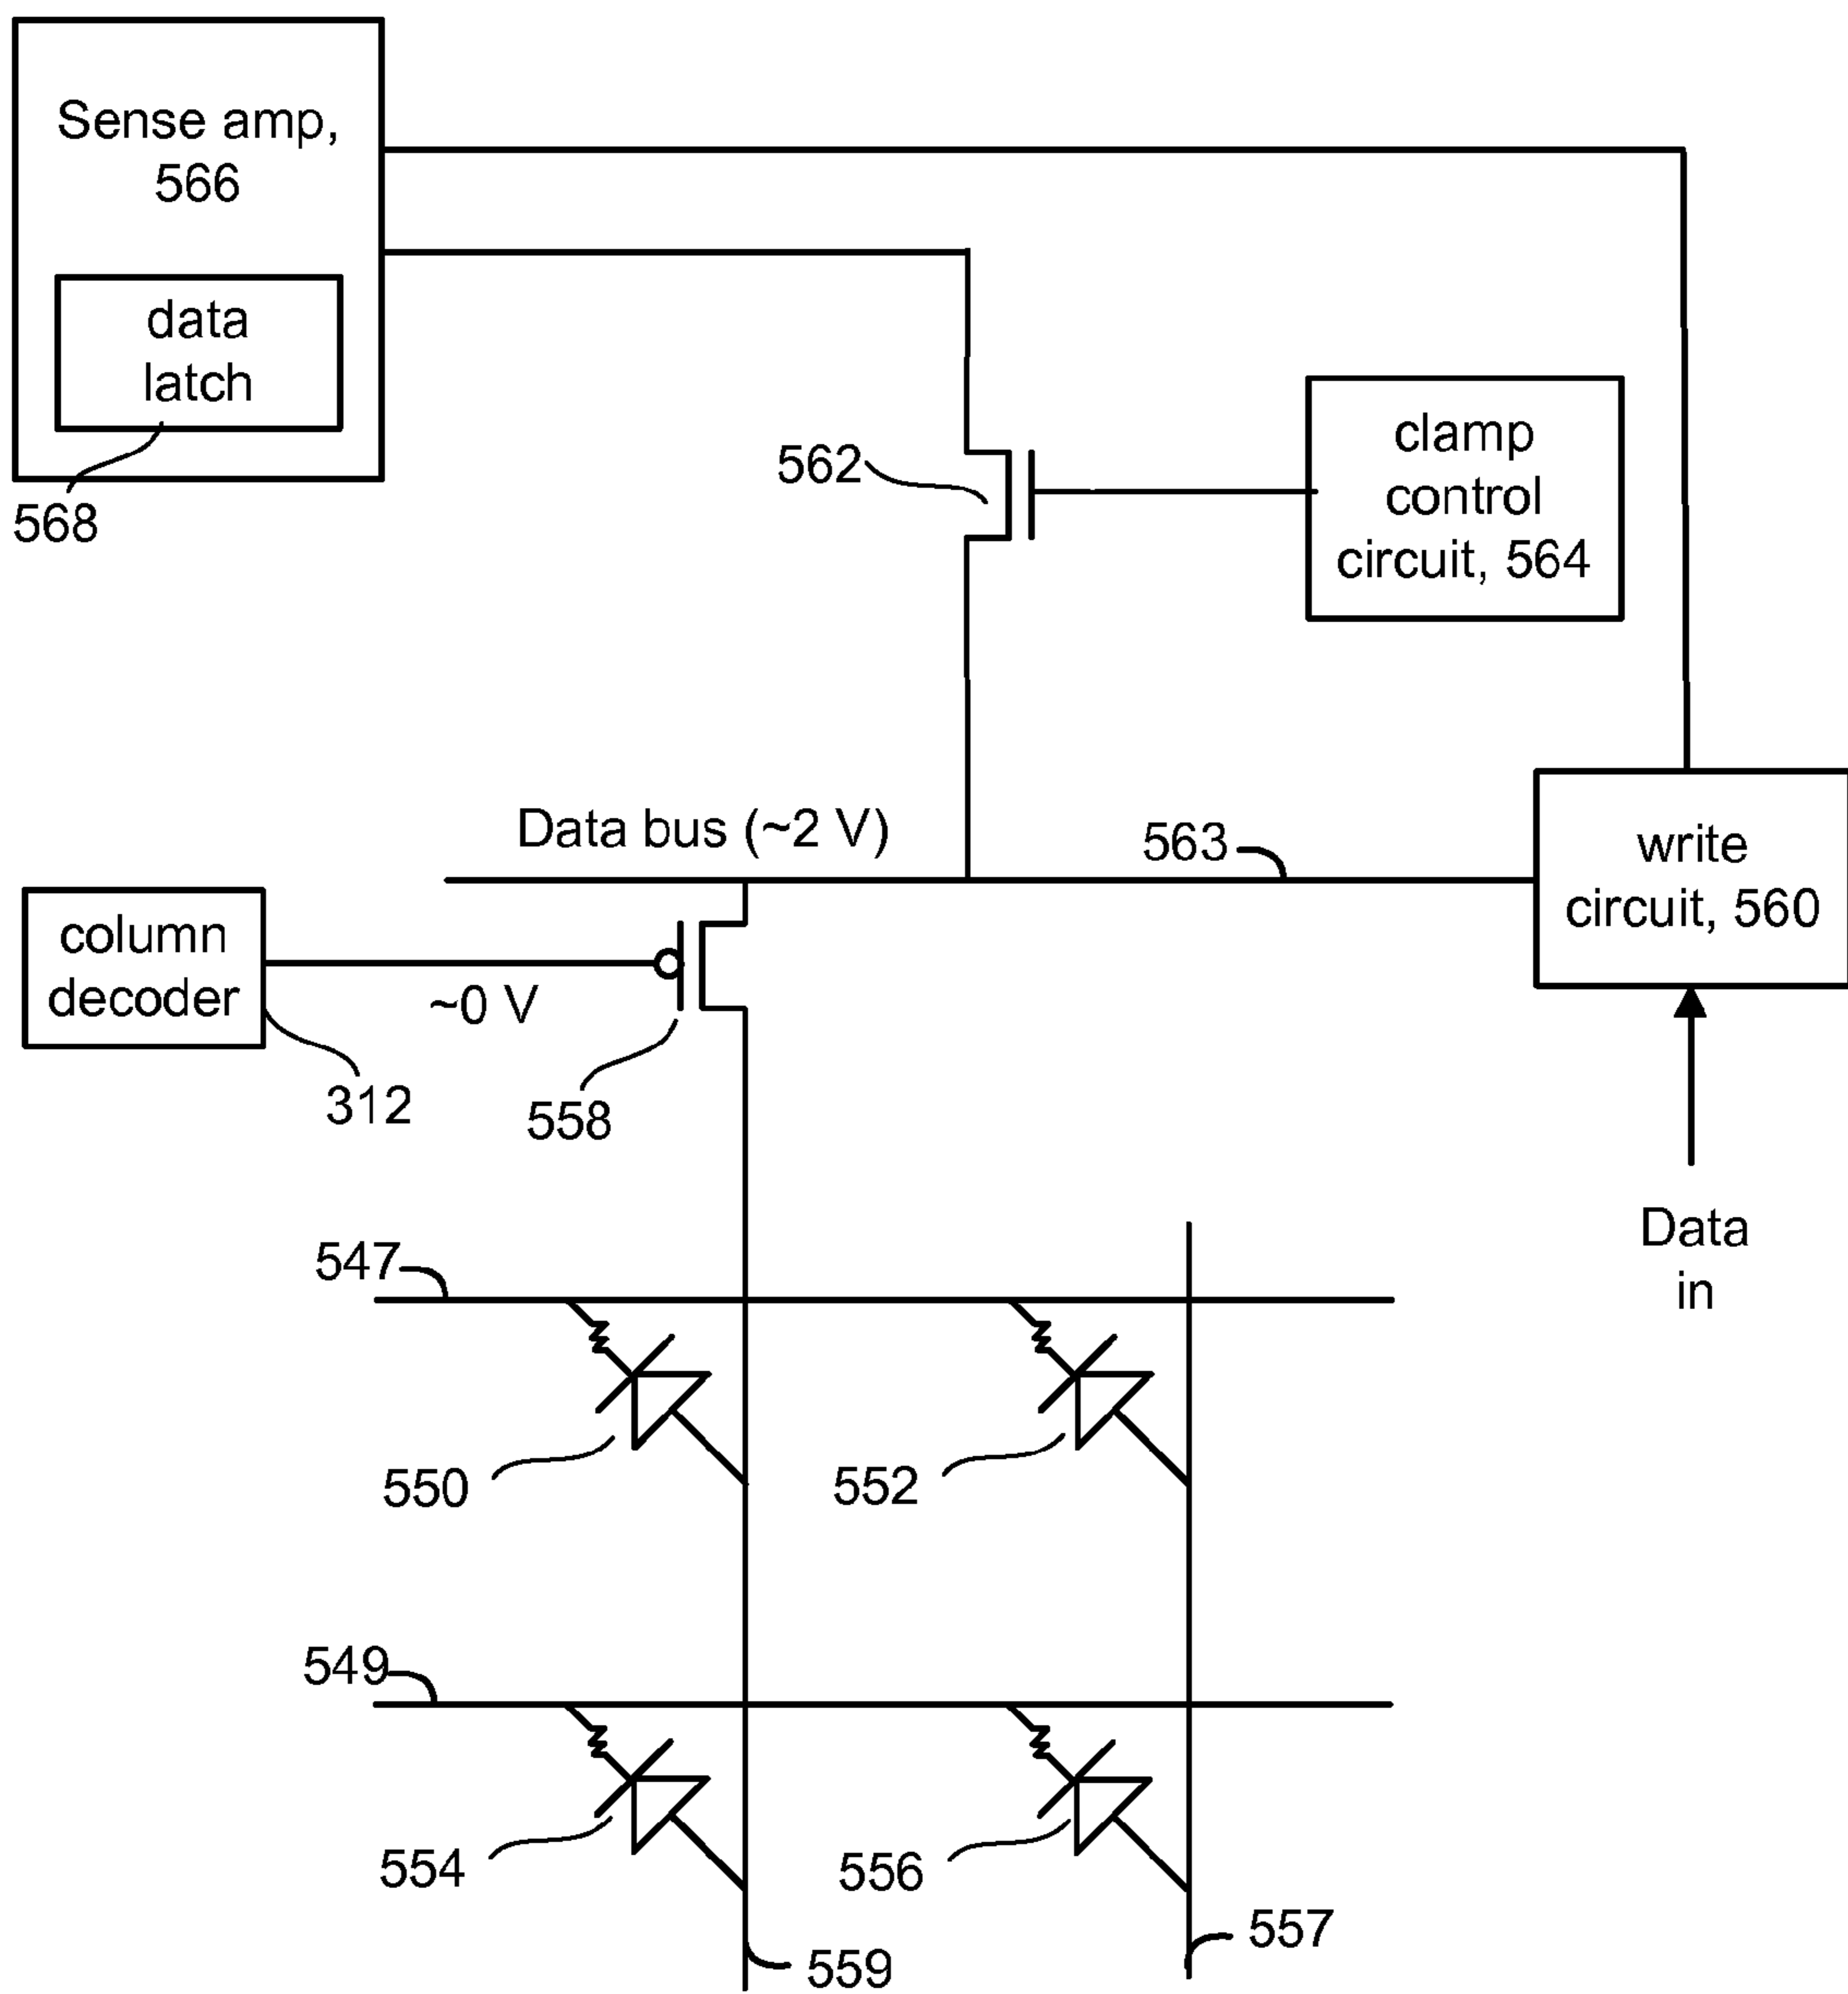 Sense amp,
566
data
latch
568
562
clamp
control
circuit, 564
Data bus (~2 V)
563
write
circuit, 560
column
decoder
~0 V
312
558
Data
in
547
550
552
549
554
556
557
559